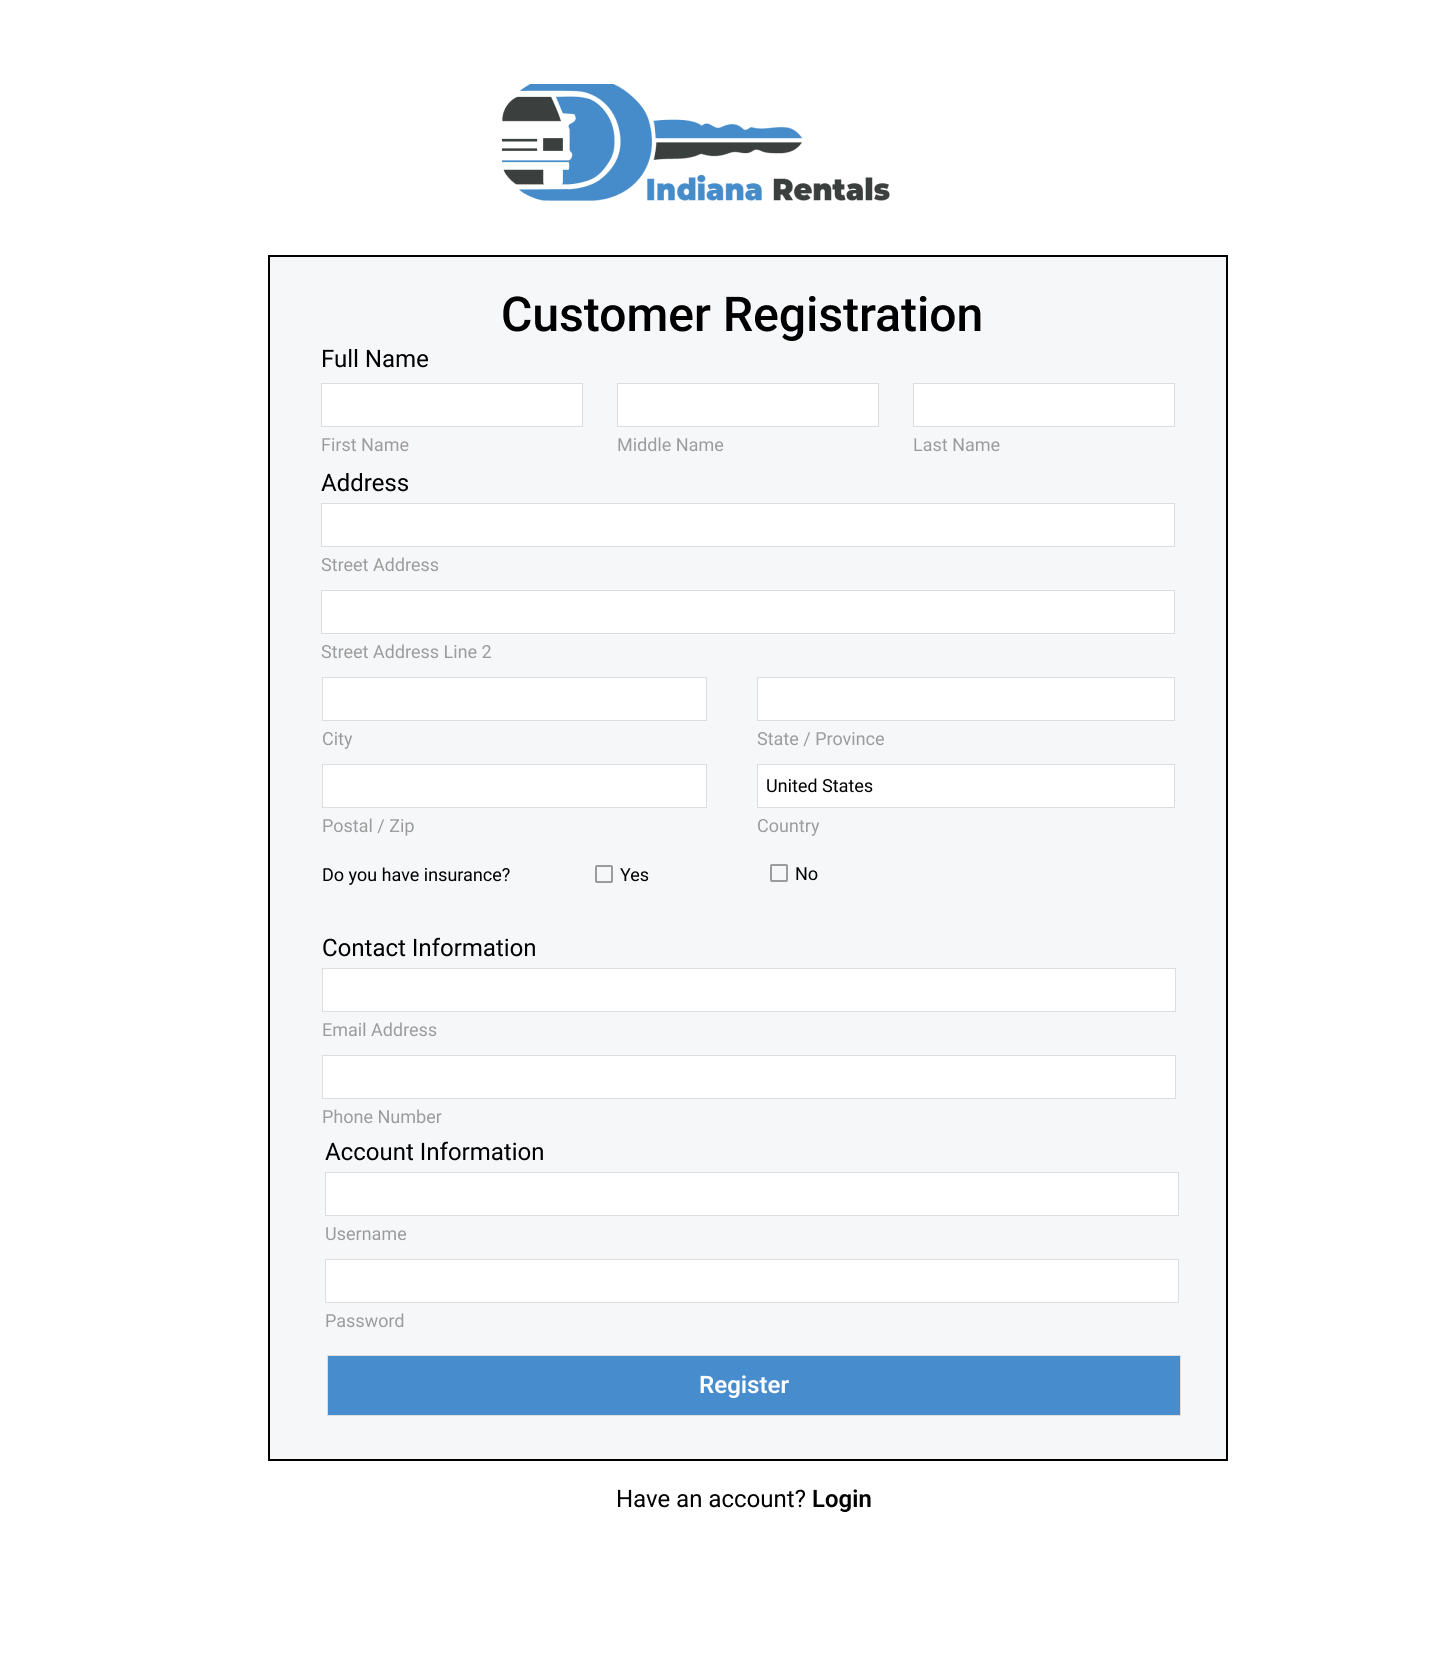 Indiana Rentals
Customer Registration
Full Name
First Name Middle Name Last Name
Address
Street Address
Street Address Line 2
City State / Province
United States
Postal / Zip Country
Do you have insurance? Yes No
Contact Information
Email Address
Phone Number
Account Information
Username
Password
Register
Have an account? Login